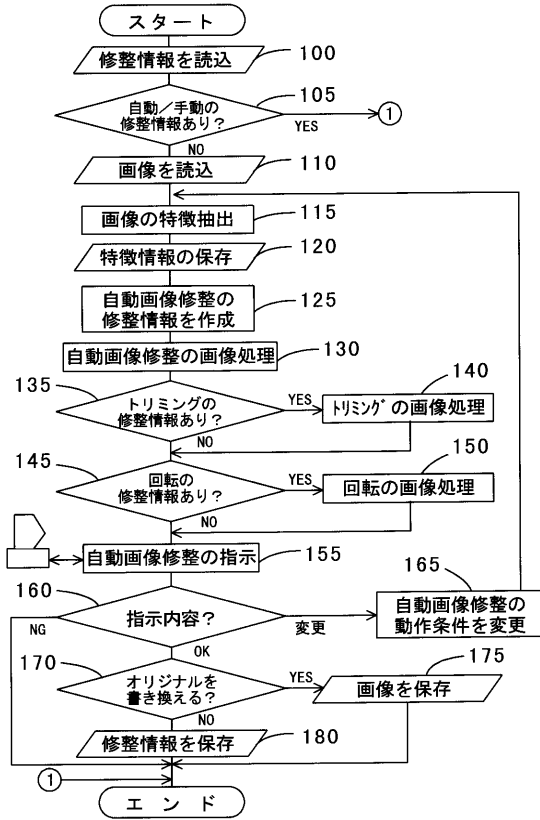 スタート
修整情報を読込
100
自動／手動の
修整情報あり？
105
YES
①
NO
画像を読込
110
画像の特徴抽出
115
特徴情報の保存
120
自動画像修整の
修整情報を作成
125
自動画像修整の画像処理
130
135
トリミングの
修整情報あり？
YES
140
ﾄﾘﾐﾝｸﾞの画像処理
NO
145
回転の
修整情報あり？
YES
150
回転の画像処理
NO
自動画像修整の指示
155
160
指示内容？
NG
変更
165
自動画像修整の
動作条件を変更
OK
170
オリジナルを
書き換える？
YES
175
画像を保存
NO
修整情報を保存
180
①
エンド